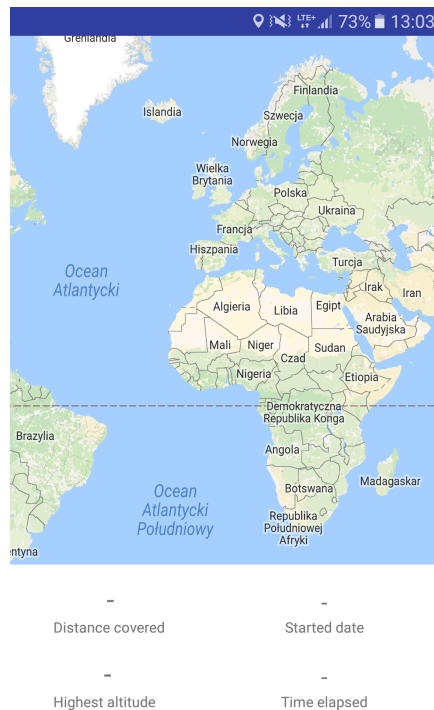 LTE+ 73% 13:03
Grenlandia
Finlandia
Islandia
Szwecja
Norwegia
Wielka
Brytania
Polska
Ukraina
Francja
Hiszpania
Turcja
Ocean
Atlantycki
Irak
Iran
Algieria
Libia
Egipt
Arabia
Saudyjska
Mali
Niger
Sudan
Czad
Nigeria
Etiopia
Demokratyczna
Republika Konga
Brazylia
Angola
Madagaskar
Botswana
Ocean
Atlantycki
Południowy
Republika
Południowej
Afryki
entyna
- -
Distance covered Started date
- -
Highest altitude Time elapsed